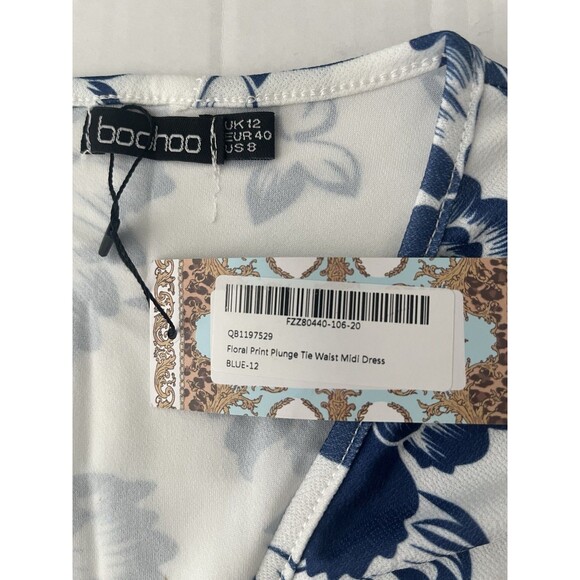 boohoo
UK 12
EUR 40
US 8
FZZ80440-106-20
QB1197529
Floral Print Plunge Tie Waist Midi Dress
BLUE-12